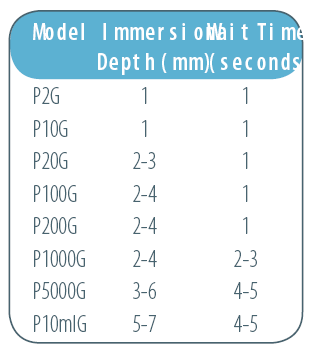 Model Immersion Wait Time
Depth (mm) (seconds
P2G 1 1
P10G 1 1
P20G 2-3 1
P100G 2-4 1
P200G 2-4 1
P1000G 2-4 2-3
P5000G 3-6 4-5
P10mlG 5-7 4-5